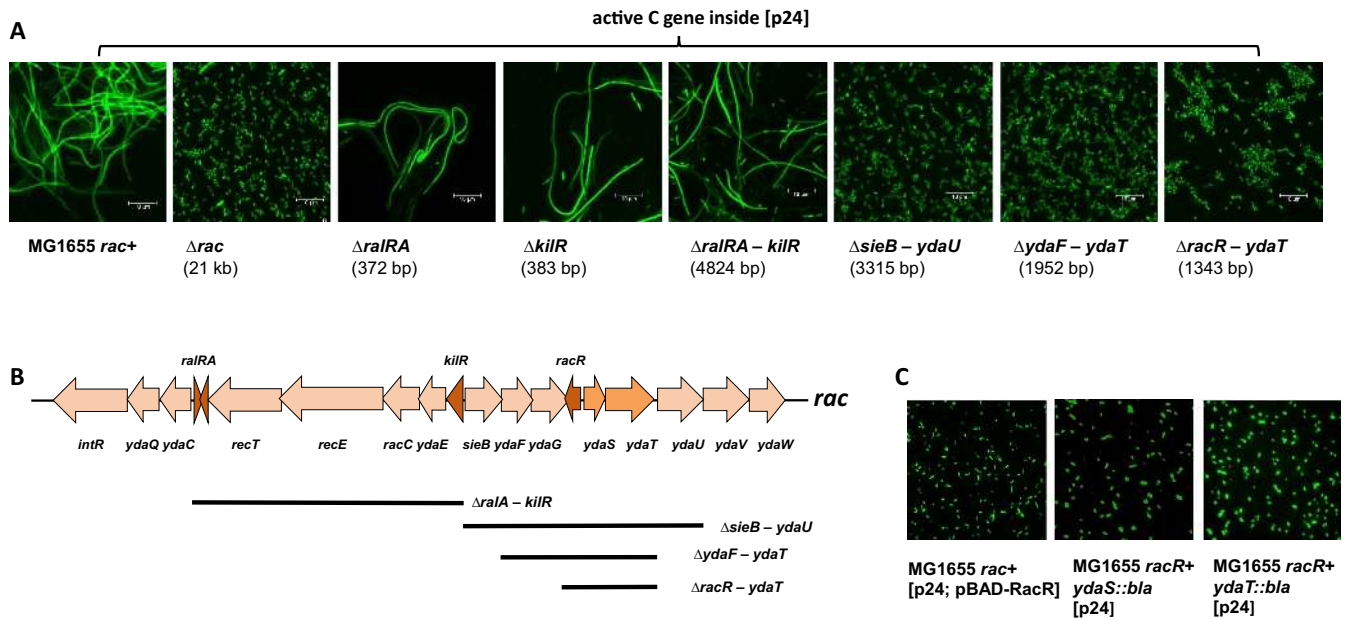 A
active C gene inside [p24]
MG1655 rac+
Δrac
(21 kb)
ΔralRA
(372 bp)
ΔkilR
(383 bp)
ΔralRA – kilR
(4824 bp)
ΔsieB – ydaU
(3315 bp)
ΔydaF – ydaT
(1952 bp)
ΔracR – ydaT
(1343 bp)
B
ralRA kilR racR
rac
intR ydaQ ydaC recT recE racC ydaE sieB ydaF ydaG ydaS ydaT ydaU ydaV ydaW
ΔralA – kilR
ΔsieB – ydaU
ΔydaF – ydaT
ΔracR – ydaT
C
MG1655 rac+
[p24; pBAD-RacR]
MG1655 racR+
ydaS::bla
[p24]
MG1655 racR+
ydaT::bla
[p24]